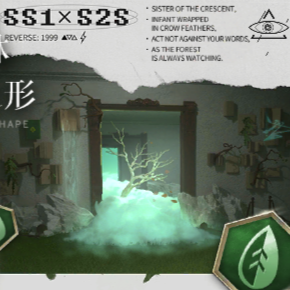 SS1×S2S
REVERSE: 1999
SISTER OF THE CRESCENT,
INFANT WRAPPED
IN CROW FEATHERS,
ACT NOT AGAINST YOUR WORDS,
AS THE FOREST
IS ALWAYS WATCHING.
形
HAPE